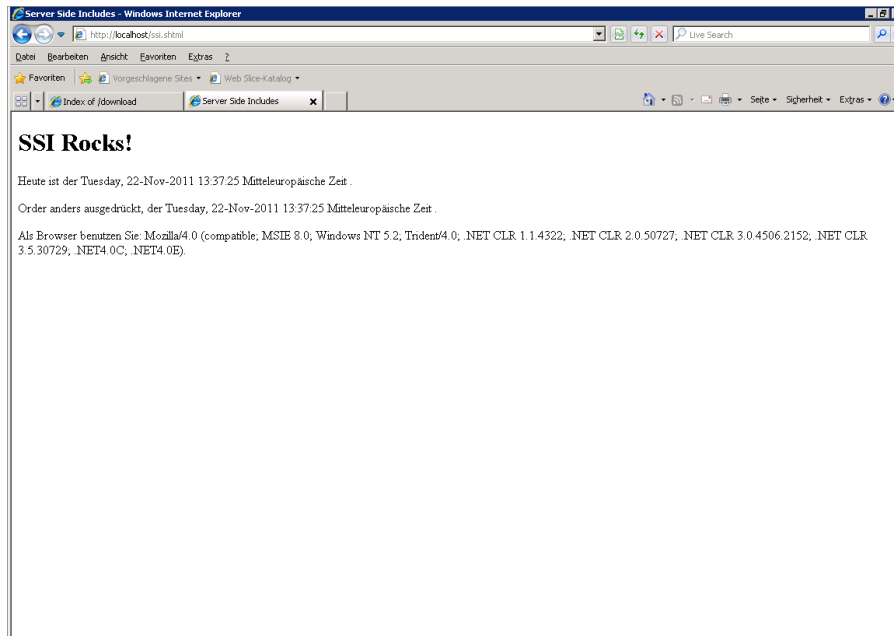 Server Side Includes - Windows Internet Explorer
http://localhost/ssi.shtml
Live Search
Datei Bearbeiten Ansicht Favoriten Extras ?
Favoriten Vorgeschlagene Sites Web Slice-Katalog
Index of /download Server Side Includes Seite Sicherheit Extras
SSI Rocks!
Heute ist der Tuesday, 22-Nov-2011 13:37:25 Mitteleuropäische Zeit .
Order anders ausgedrückt, der Tuesday, 22-Nov-2011 13:37:25 Mitteleuropäische Zeit .
Als Browser benutzen Sie: Mozilla/4.0 (compatible; MSIE 8.0; Windows NT 5.2; Trident/4.0; .NET CLR 1.1.4322; .NET CLR 2.0.50727; .NET CLR 3.0.4506.2152; .NET CLR
3.5.30729; .NET4.0C; .NET4.0E).